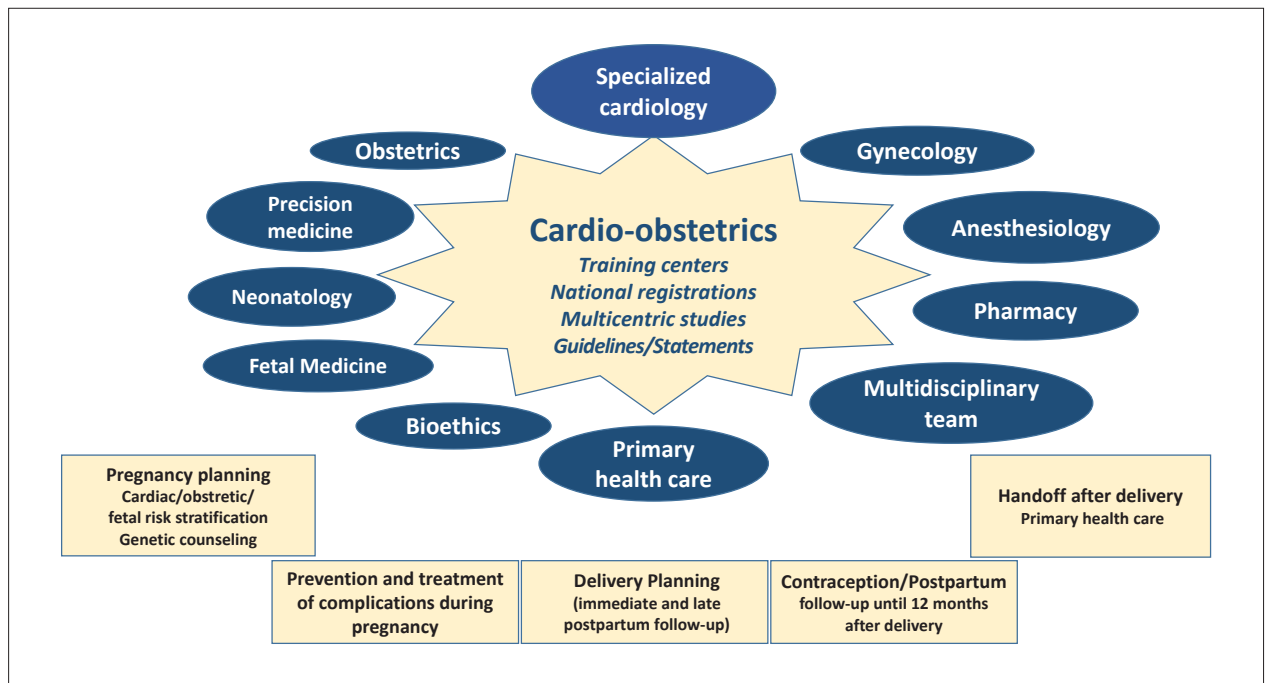 Specialized
cardiology
Obstetrics
Gynecology
Precision
medicine
Anesthesiology
Cardio-obstetrics
Training centers
National registrations
Multicentric studies
Guidelines/Statements
Neonatology
Pharmacy
Fetal Medicine
Multidisciplinary
team
Bioethics
Primary
health care
Pregnancy planning
Cardiac/obstretic/
fetal risk stratification
Genetic counseling
Handoff after delivery
Primary health care
Prevention and treatment
of complications during
pregnancy
Delivery Planning
(immediate and late
postpartum follow-up)
Contraception/Postpartum
follow-up until 12 months
after delivery